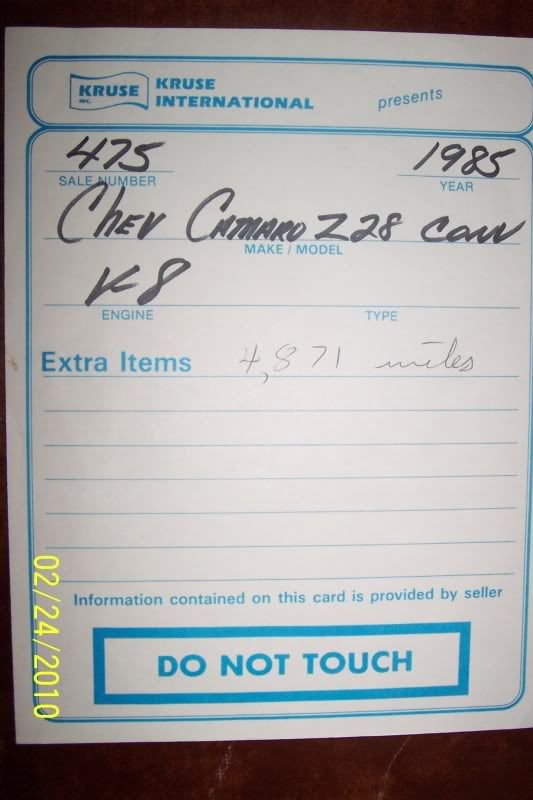 KRUSE INC.
KRUSE
INTERNATIONAL
presents
475 1985
SALE NUMBER YEAR
Chev Camaro Z28 conv
MAKE / MODEL
V-8
ENGINE TYPE
Extra Items 4,871 miles
Information contained on this card is provided by seller
DO NOT TOUCH
02/24/2010